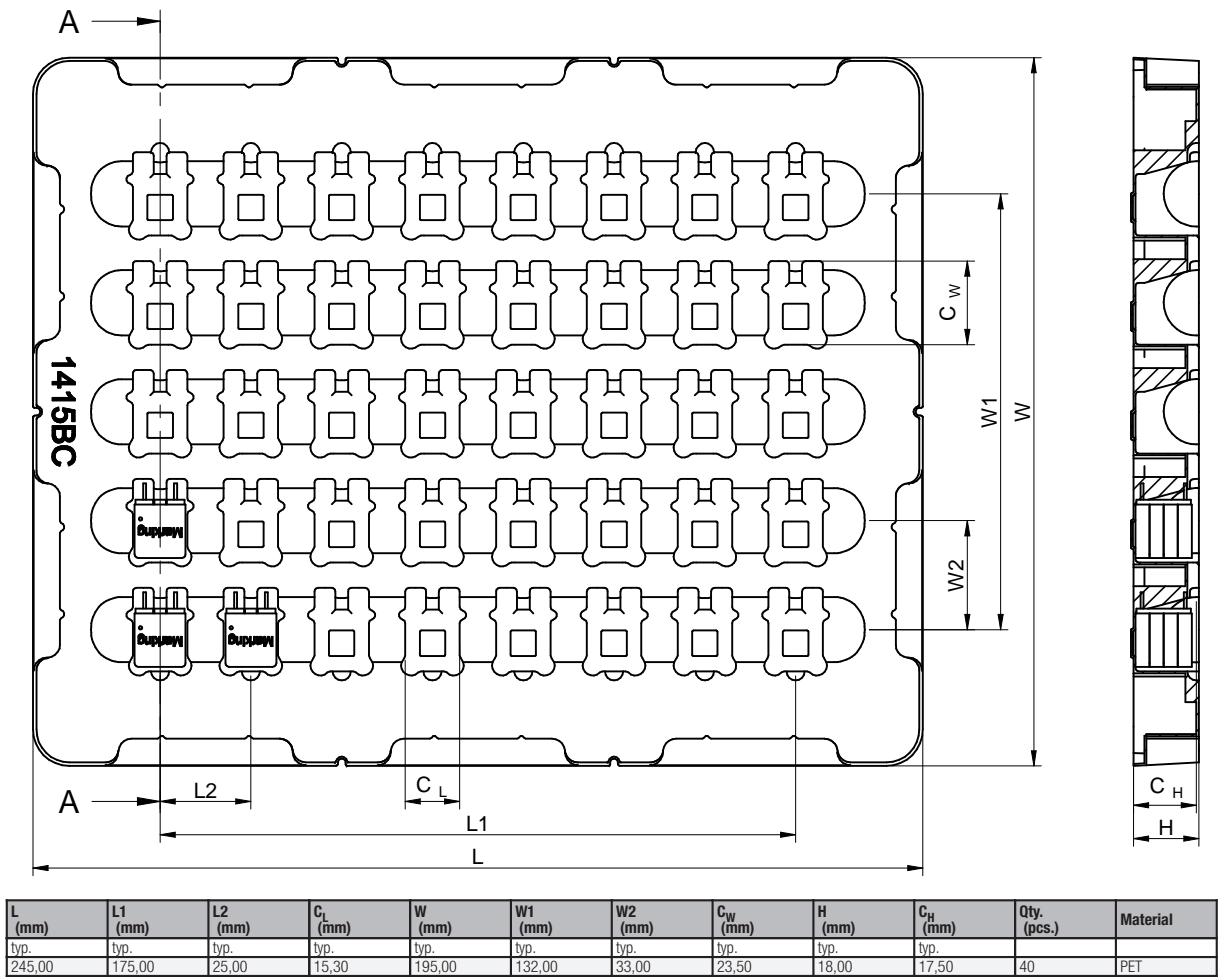 A
C W
W1
W
1415BC
Marking
W2
Marking
Marking
A
L2
C L
C H
L1
H
L
L (mm) L1 (mm) L2 (mm) CL (mm) W (mm) W1 (mm) W2 (mm) CW (mm) H (mm) CH (mm) Qty. (pcs.) Material
typ. typ. typ. typ. typ. typ. typ. typ. typ. typ.
245,00 175,00 25,00 15,30 195,00 132,00 33,00 23,50 18,00 17,50 40 PET